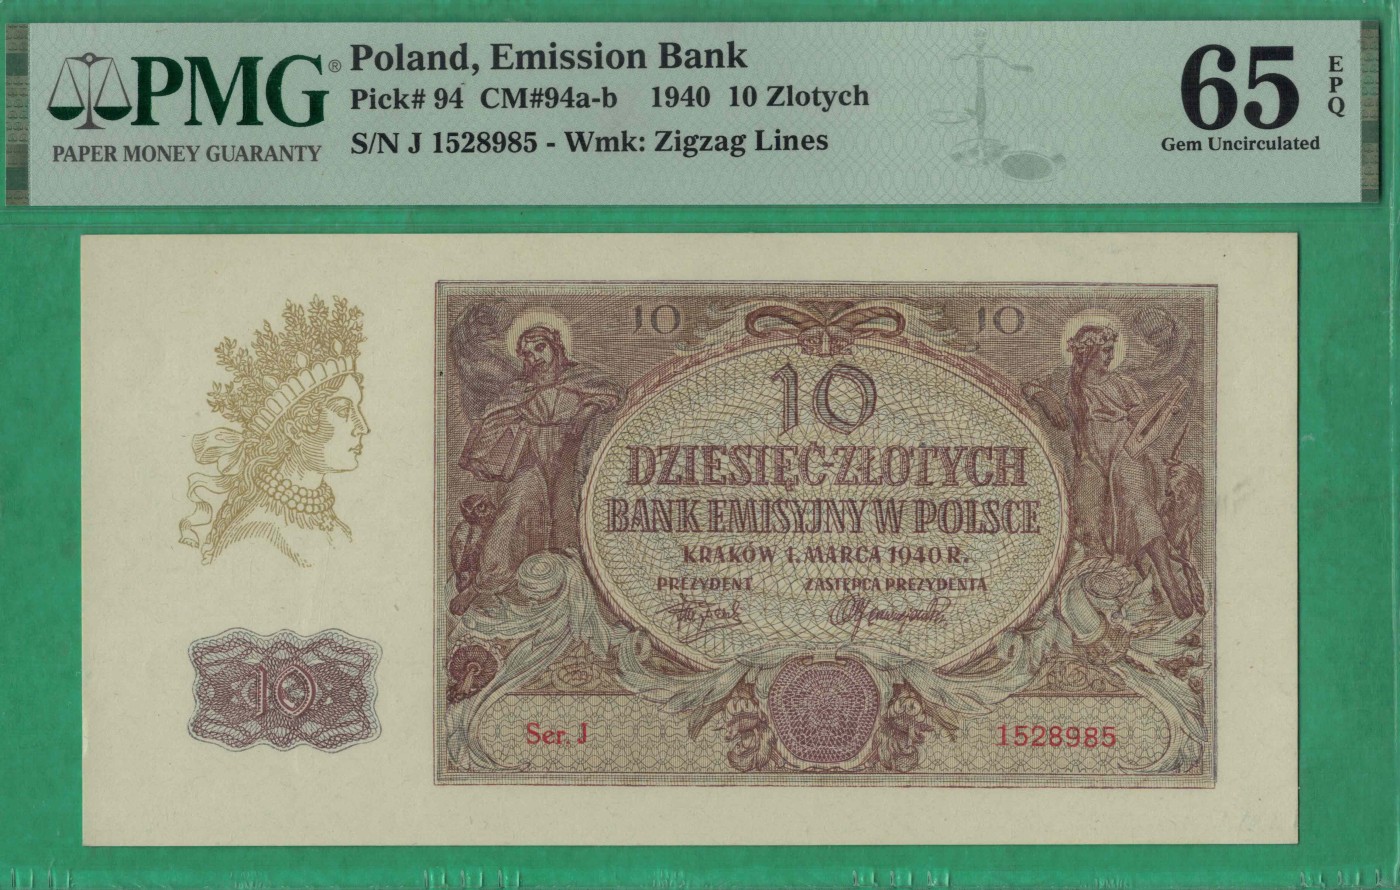 PMG®
PAPER MONEY GUARANTY
Poland, Emission Bank
Pick# 94 CM#94a-b 1940 10 Zlotych
S/N J 1528985 - Wmk: Zigzag Lines
65
EPQ
Gem Uncirculated
10 10
10
DZIESIĘĆ ZŁOTYCH
BANK EMISYJNY W POLSCE
KRAKÓW 1. MARCA 1940 R.
PREZYDENT ZASTĘPCA PREZYDENTA
10
Ser. J 1528985